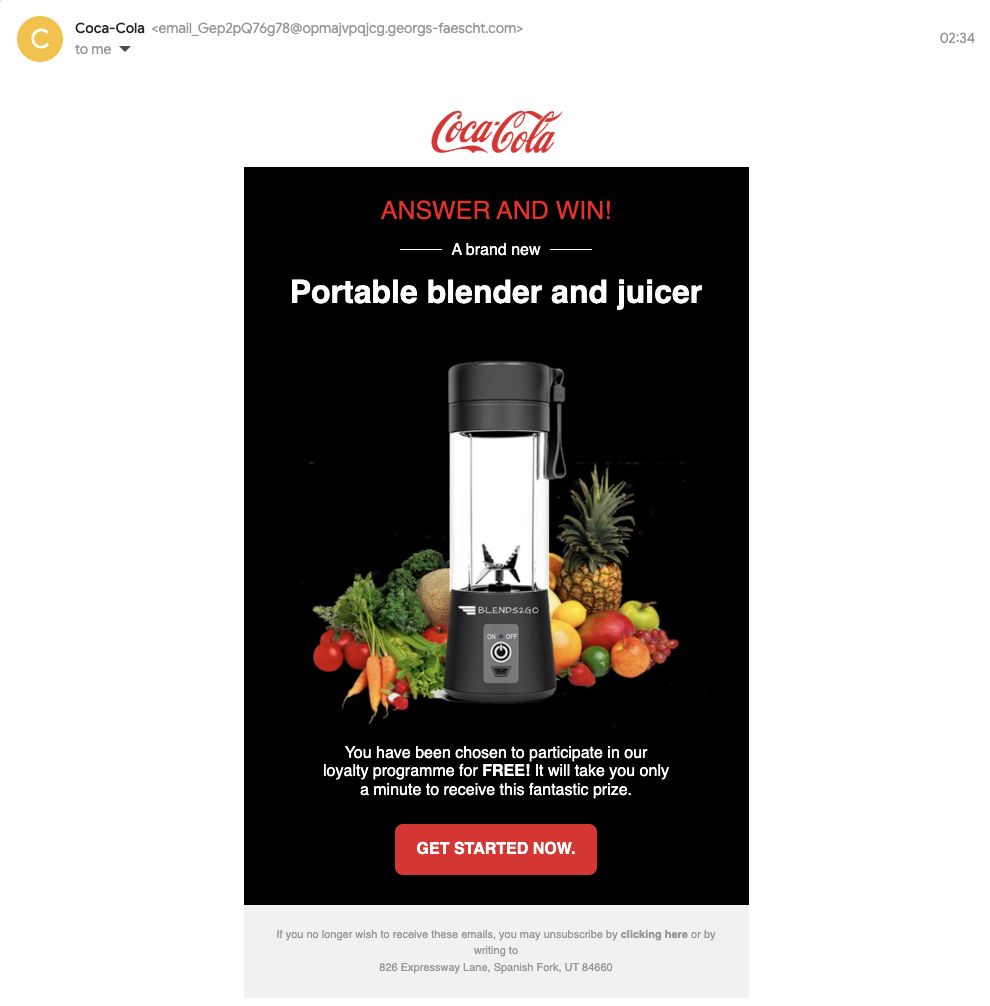 C
Coca-Cola <email_Gep2pQ76g78@opmajvpqjcg.georgs-faescht.com>
to me
02:34
Coca-Cola
ANSWER AND WIN!
A brand new
Portable blender and juicer
BLENDS2GO
ON OFF
You have been chosen to participate in our
loyalty programme for FREE! It will take you only
a minute to receive this fantastic prize.
GET STARTED NOW.
If you no longer wish to receive these emails, you may unsubscribe by clicking here or by
writing to
826 Expressway Lane, Spanish Fork, UT 84660